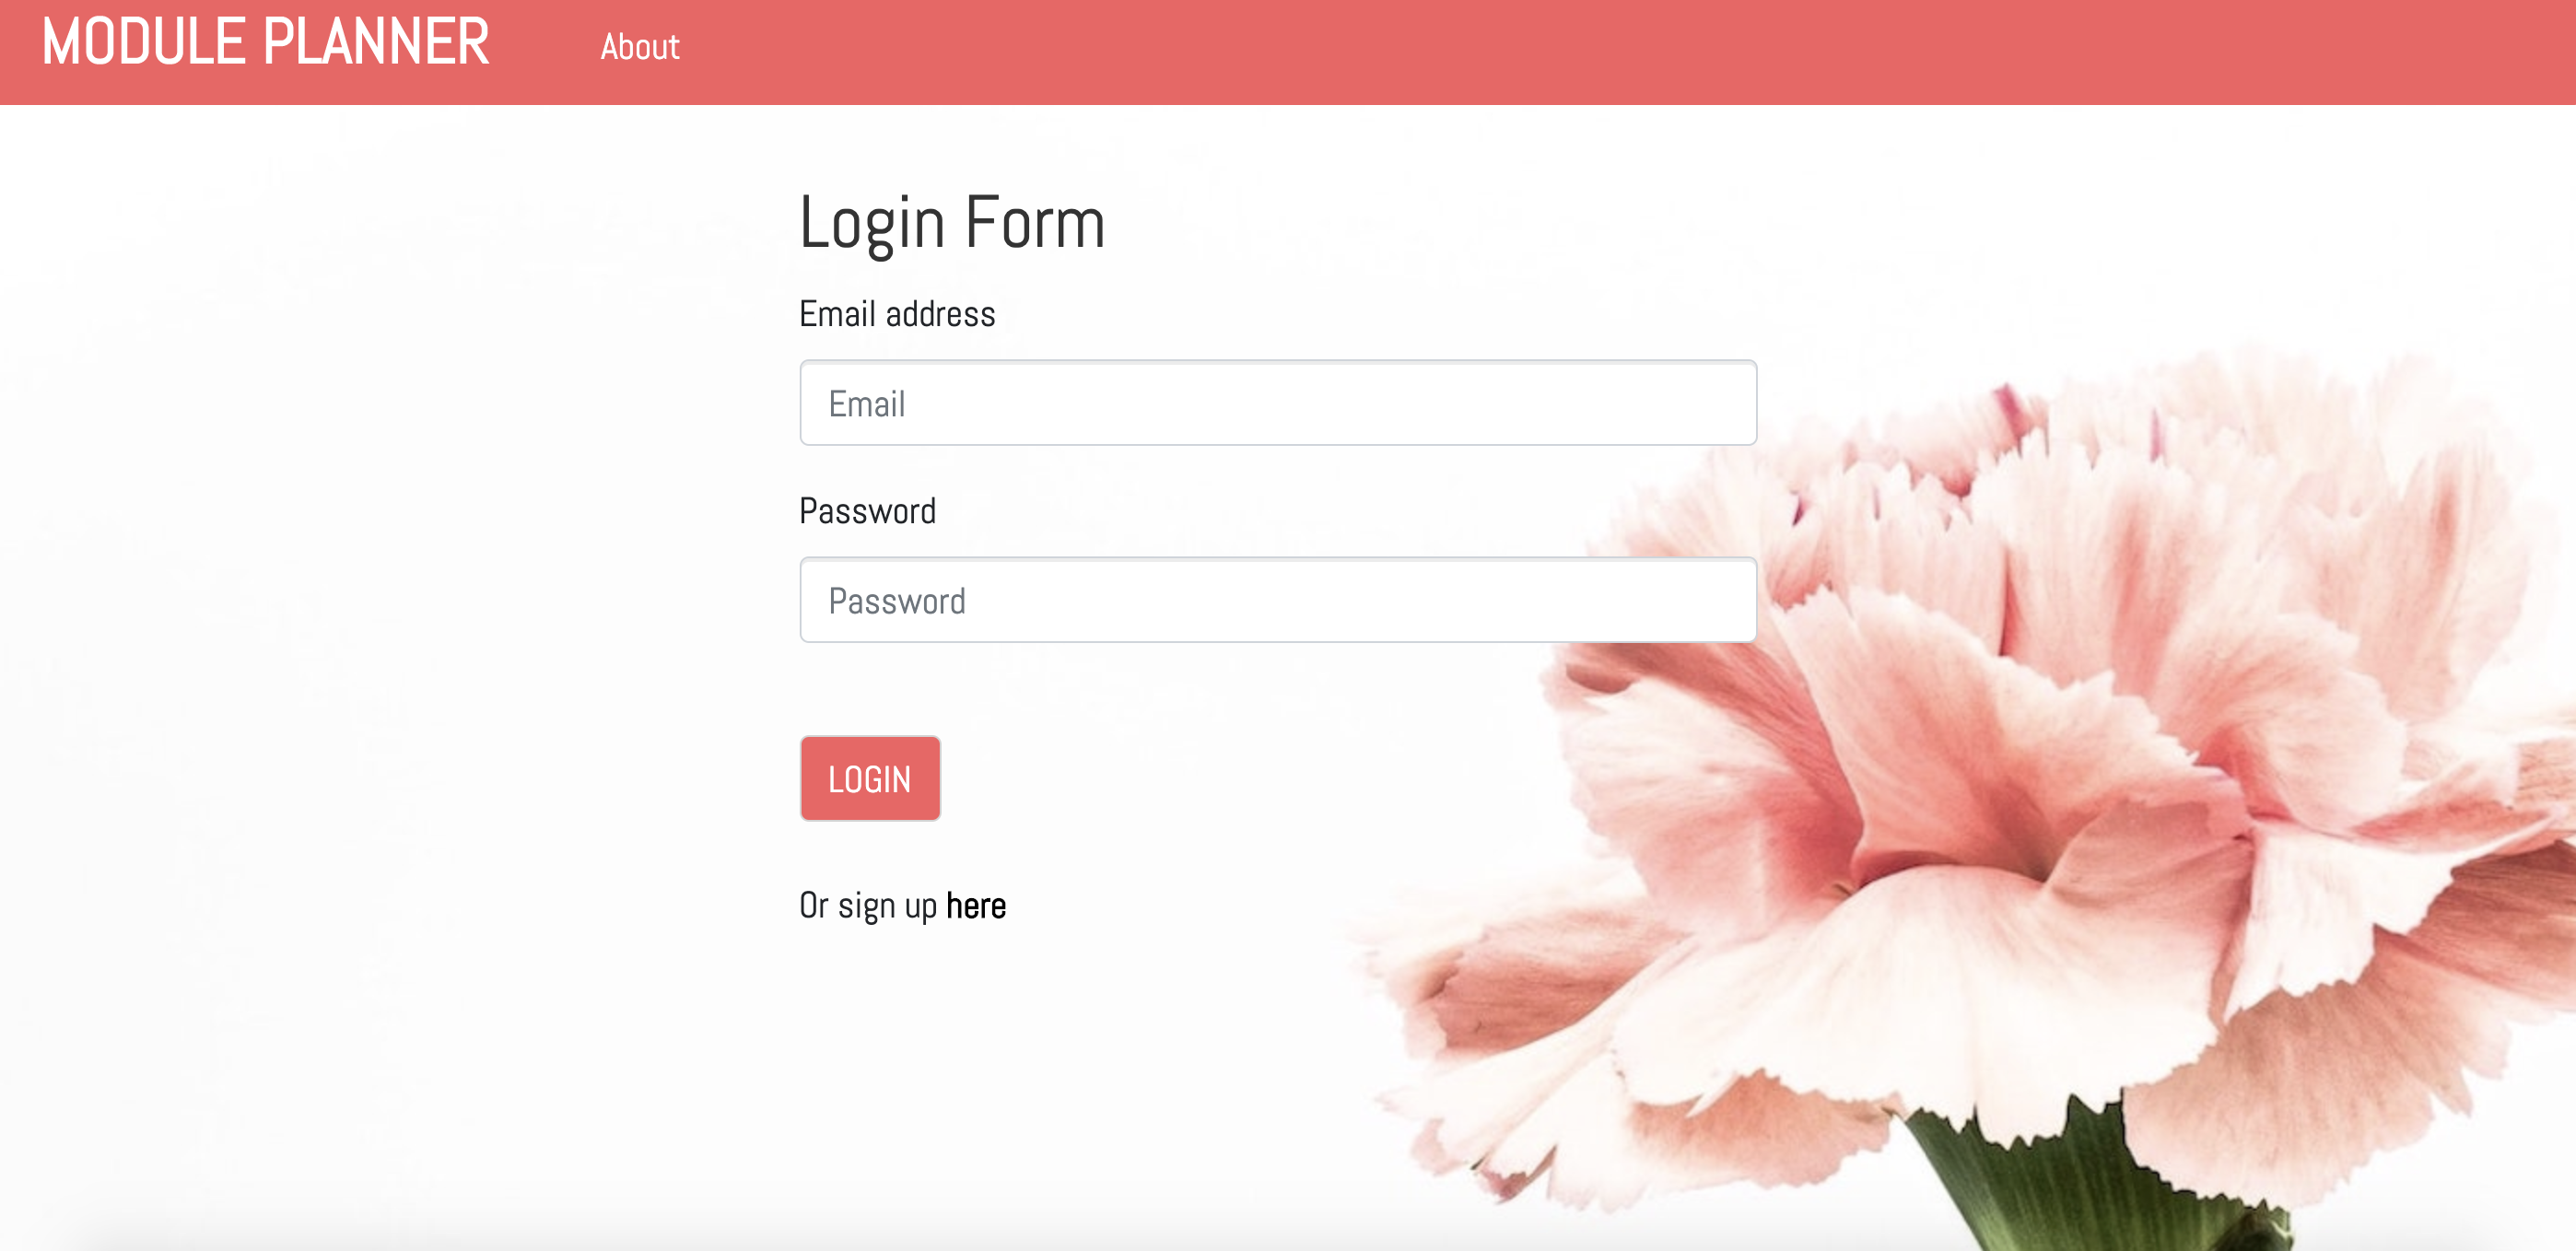 MODULE PLANNER About
Login Form
Email address
Email
Password
Password
LOGIN
Or sign up here